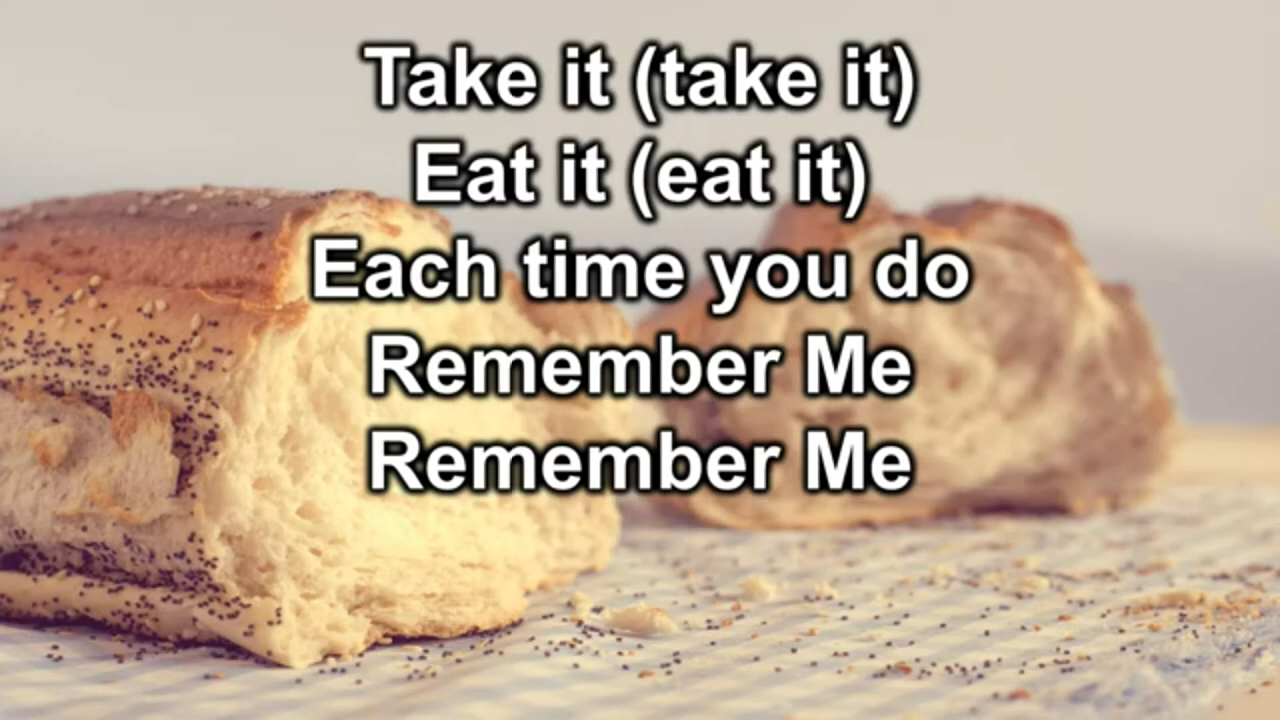 Take it (take it)
Eat it (eat it)
Each time you do
Remember Me
Remember Me